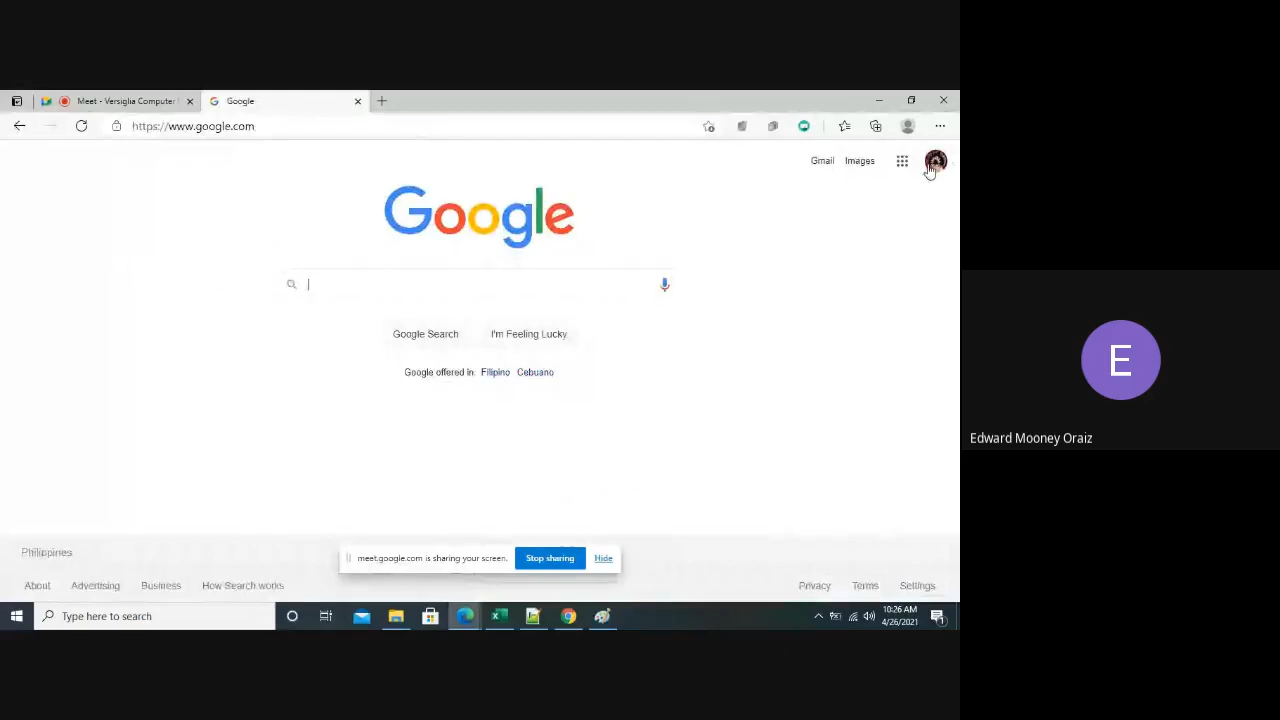 Meet - Versiglia Computer
Google
https://www.google.com
Gmail Images
Google
Google Search I'm Feeling Lucky
Google offered in: Filipino Cebuano
Philippines
meet.google.com is sharing your screen. Stop sharing Hide
About Advertising Business How Search works Privacy Terms Settings
Type here to search
10:26 AM
4/26/2021
1
E
Edward Mooney Oraiz